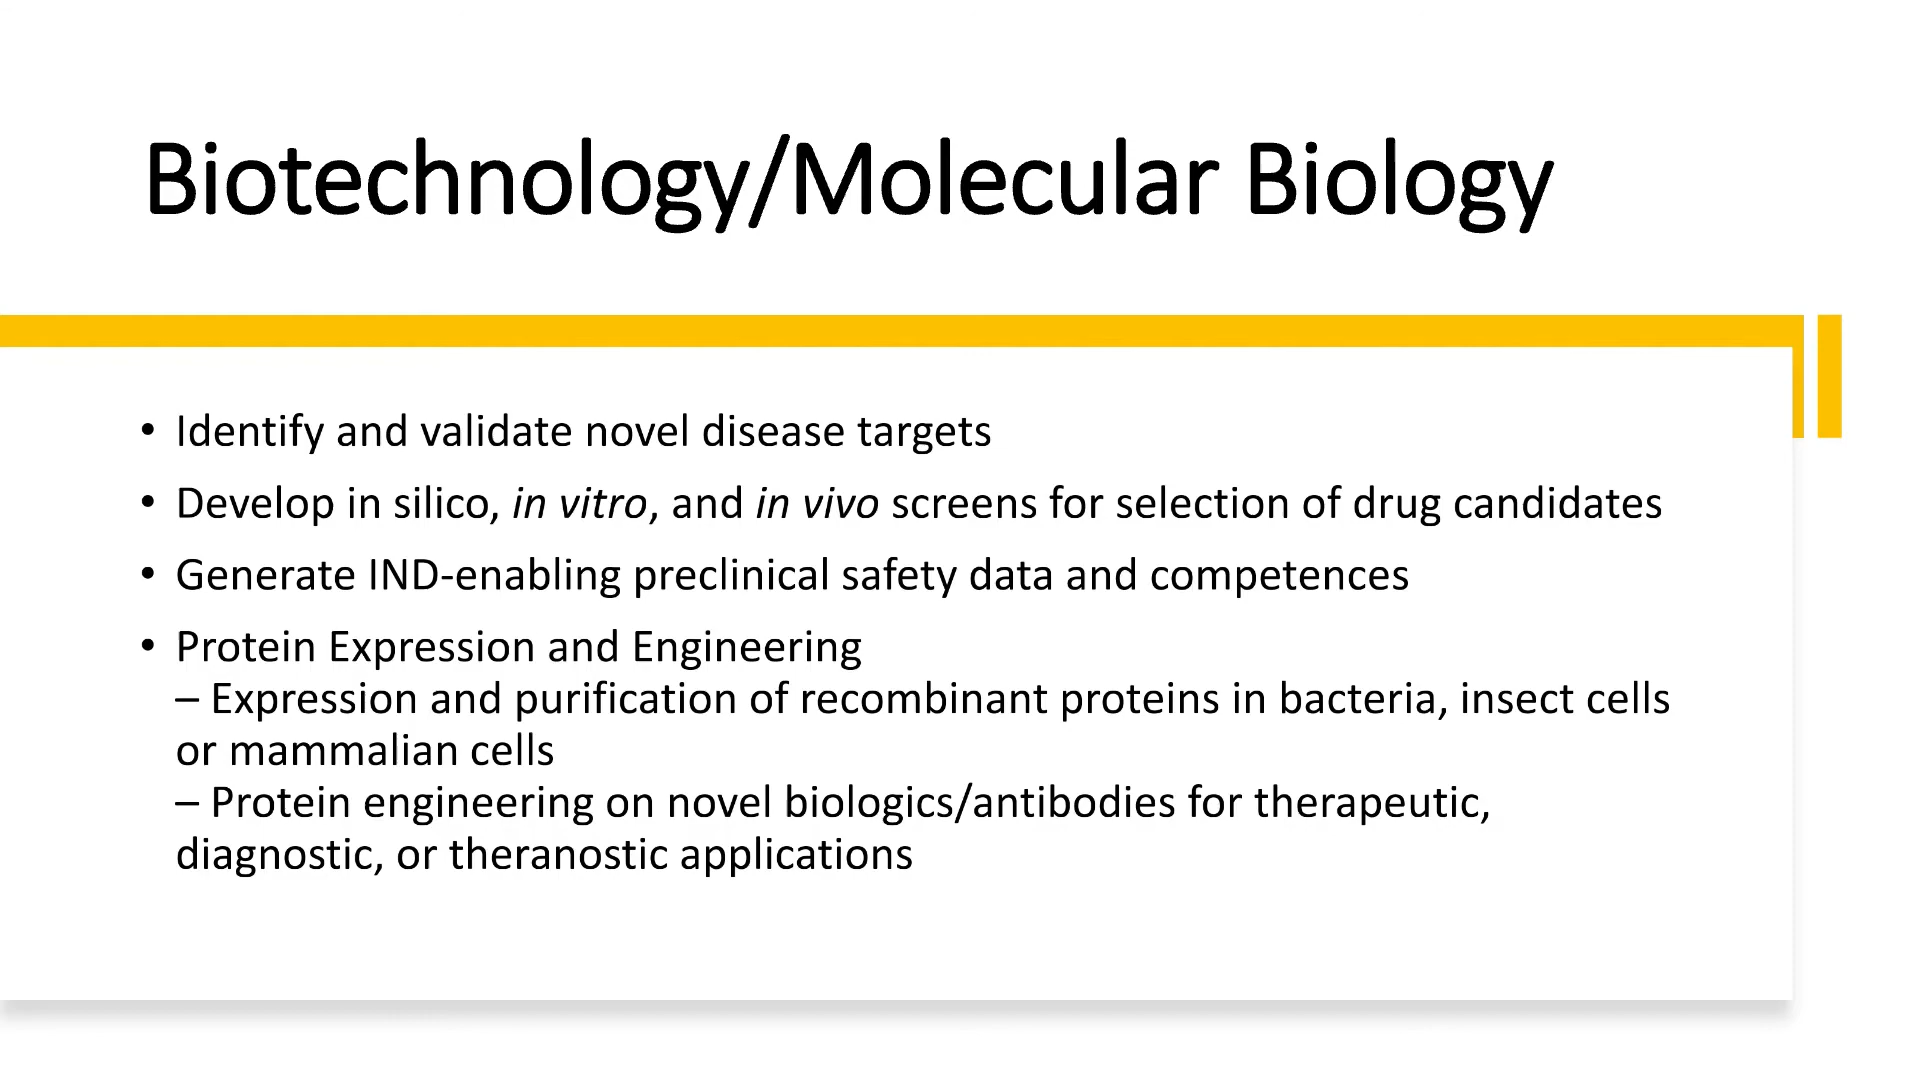 Biotechnology/Molecular Biology
• Identify and validate novel disease targets
• Develop in silico, in vitro, and in vivo screens for selection of drug candidates
• Generate IND-enabling preclinical safety data and competences
• Protein Expression and Engineering
– Expression and purification of recombinant proteins in bacteria, insect cells
or mammalian cells
– Protein engineering on novel biologics/antibodies for therapeutic,
diagnostic, or theranostic applications